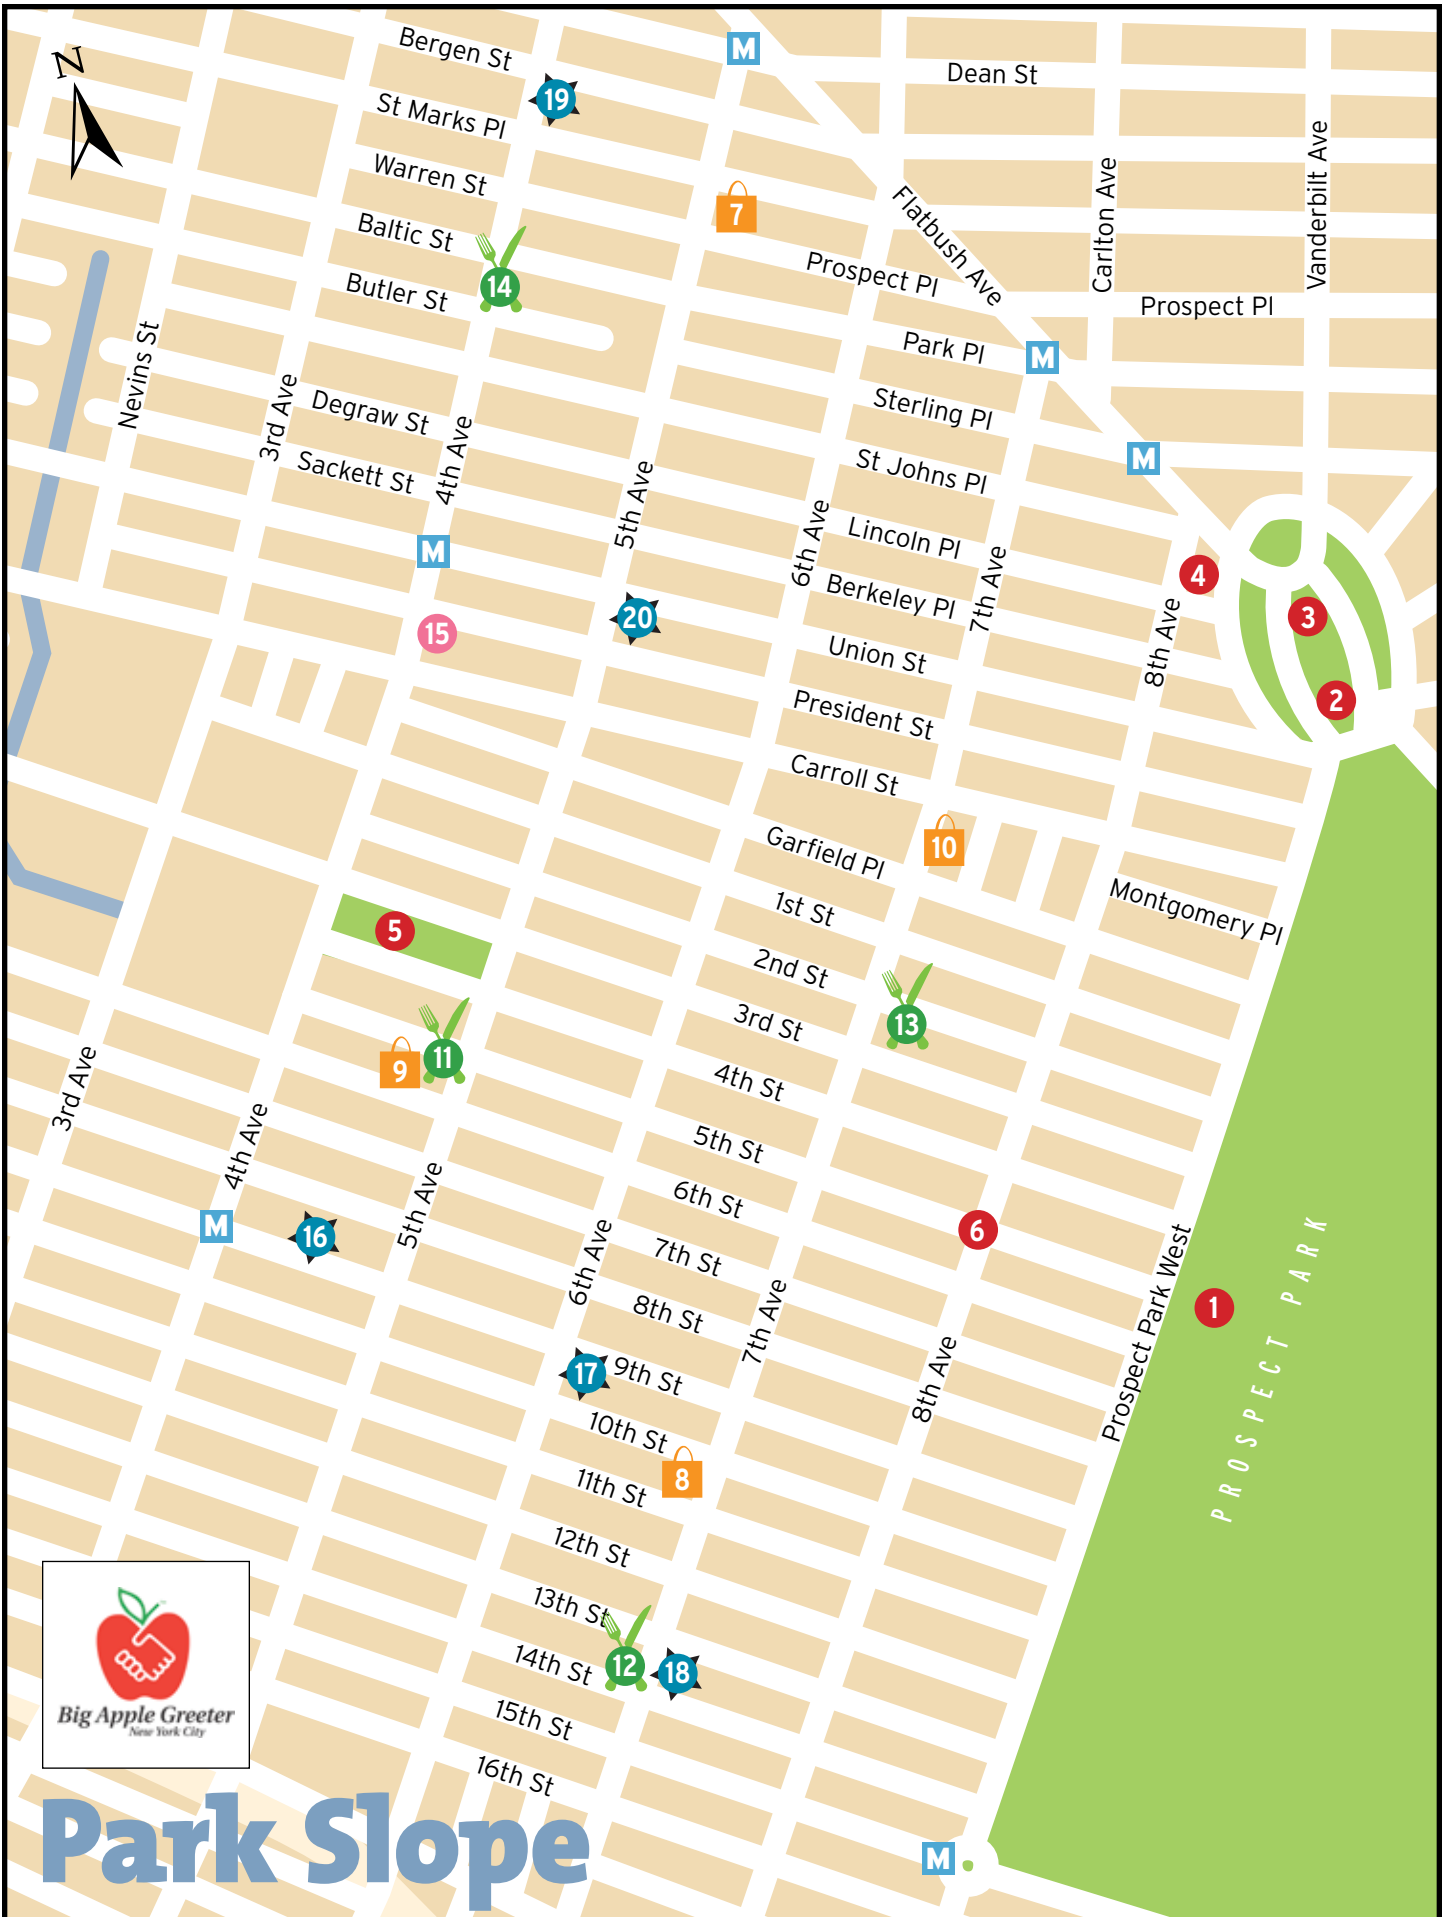 N
Bergen St
M
Dean St
19
St Marks Pl
Warren St
7
Flatbush Ave
Carlton Ave
Vanderbilt Ave
Baltic St
14
Prospect Pl
Prospect Pl
Butler St
Park Pl
M
Nevins St
3rd Ave
Degraw St
Sterling Pl
4th Ave
Sackett St
St Johns Pl
M
5th Ave
6th Ave
Lincoln Pl
7th Ave
M
4
Berkeley Pl
15
20
3
8th Ave
Union St
2
President St
Carroll St
10
Garfield Pl
1st St
Montgomery Pl
5
2nd St
13
3rd St
9
11
4th St
3rd Ave
4th Ave
5th St
5th Ave
6th St
M
16
6
6th Ave
7th St
7th Ave
Prospect Park West
1
PROSPECT PARK
8th St
8th Ave
17
9th St
10th St
8
11th St
12th St
13th St
12
18
14th St
15th St
16th St
Big Apple Greeter
New York City
Park Slope
M